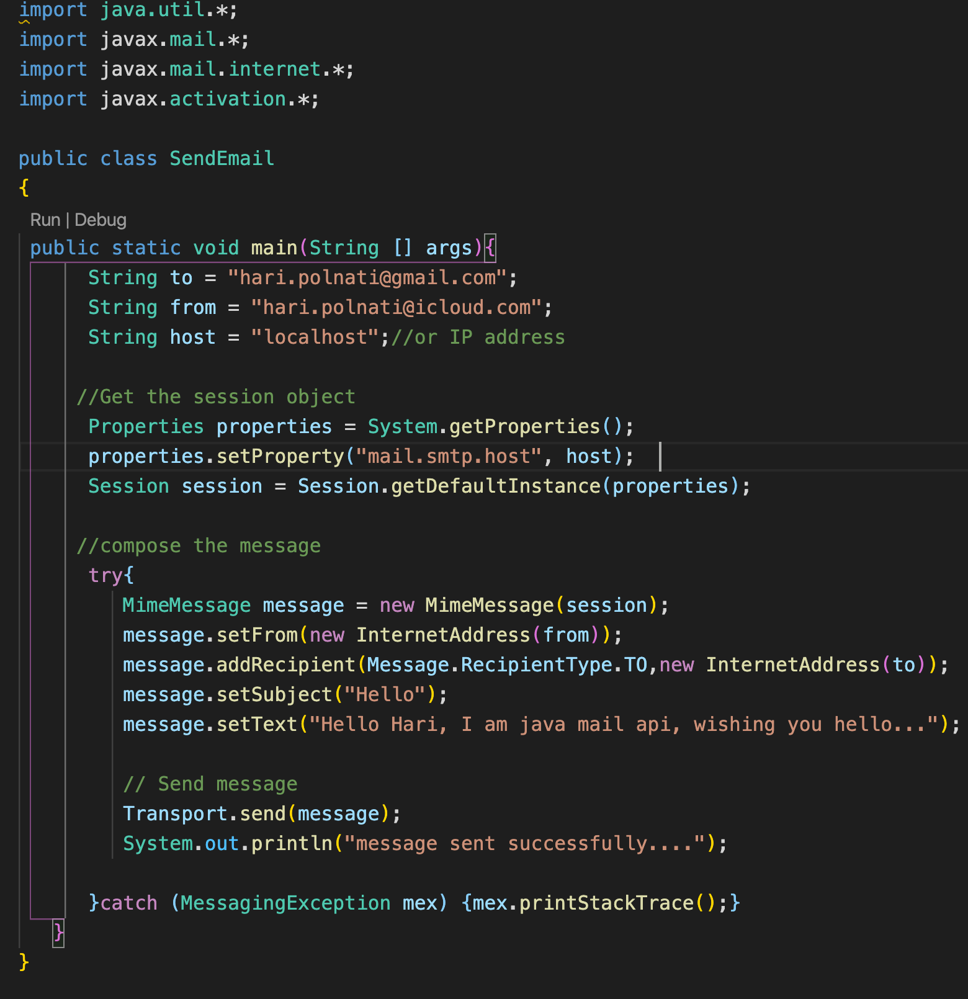 import java.util.*;
import javax.mail.*;
import javax.mail.internet.*;
import javax.activation.*;
public class SendEmail
{
Run | Debug
public static void main(String [] args){
String to = "hari.polnati@gmail.com";
String from = "hari.polnati@icloud.com";
String host = "localhost";//or IP address
//Get the session object
Properties properties = System.getProperties();
properties.setProperty("mail.smtp.host", host);
Session session = Session.getDefaultInstance(properties);
//compose the message
try{
MimeMessage message = new MimeMessage(session);
message.setFrom(new InternetAddress(from));
message.addRecipient(Message.RecipientType.TO,new InternetAddress(to));
message.setSubject("Hello");
message.setText("Hello Hari, I am java mail api, wishing you hello...");
// Send message
Transport.send(message);
System.out.println("message sent successfully....");
}catch (MessagingException mex) {mex.printStackTrace();}
}
}